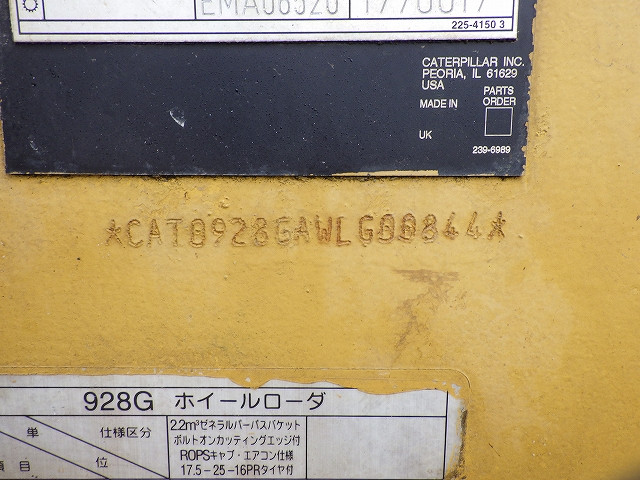 225-4150 3
CATERPILLAR INC.
PEORIA, IL 61629
USA
MADE IN
PARTS
ORDER
UK
239-6989
*CAT0928GAWLG00844*
928G ホイールローダ
単 仕様区分
項目 位
2.2m³ゼネラルパーパスバケット
ボルトオンカッティングエッジ付
ROPSキャブ・エアコン仕様
17.5-25-16PRタイヤ付